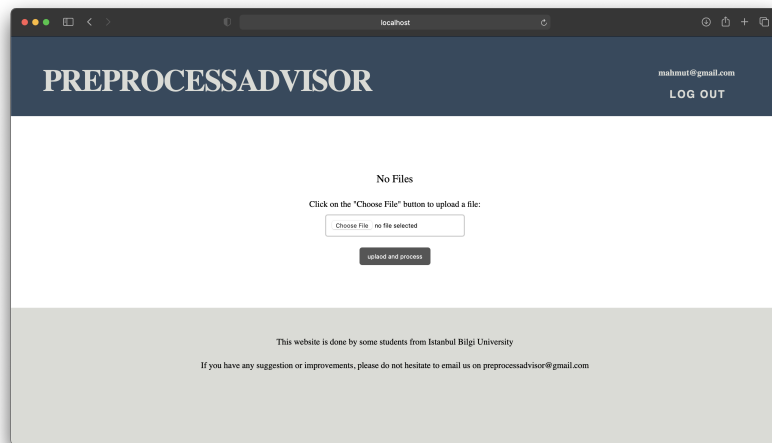 localhost
PREPROCESSADVISOR
mahmut@gmail.com
LOG OUT
No Files
Click on the "Choose File" button to upload a file:
Choose File no file selected
uplaod and process
This website is done by some students from Istanbul Bilgi University
If you have any suggestion or improvements, please do not hesitate to email us on preprocessadvisor@gmail.com